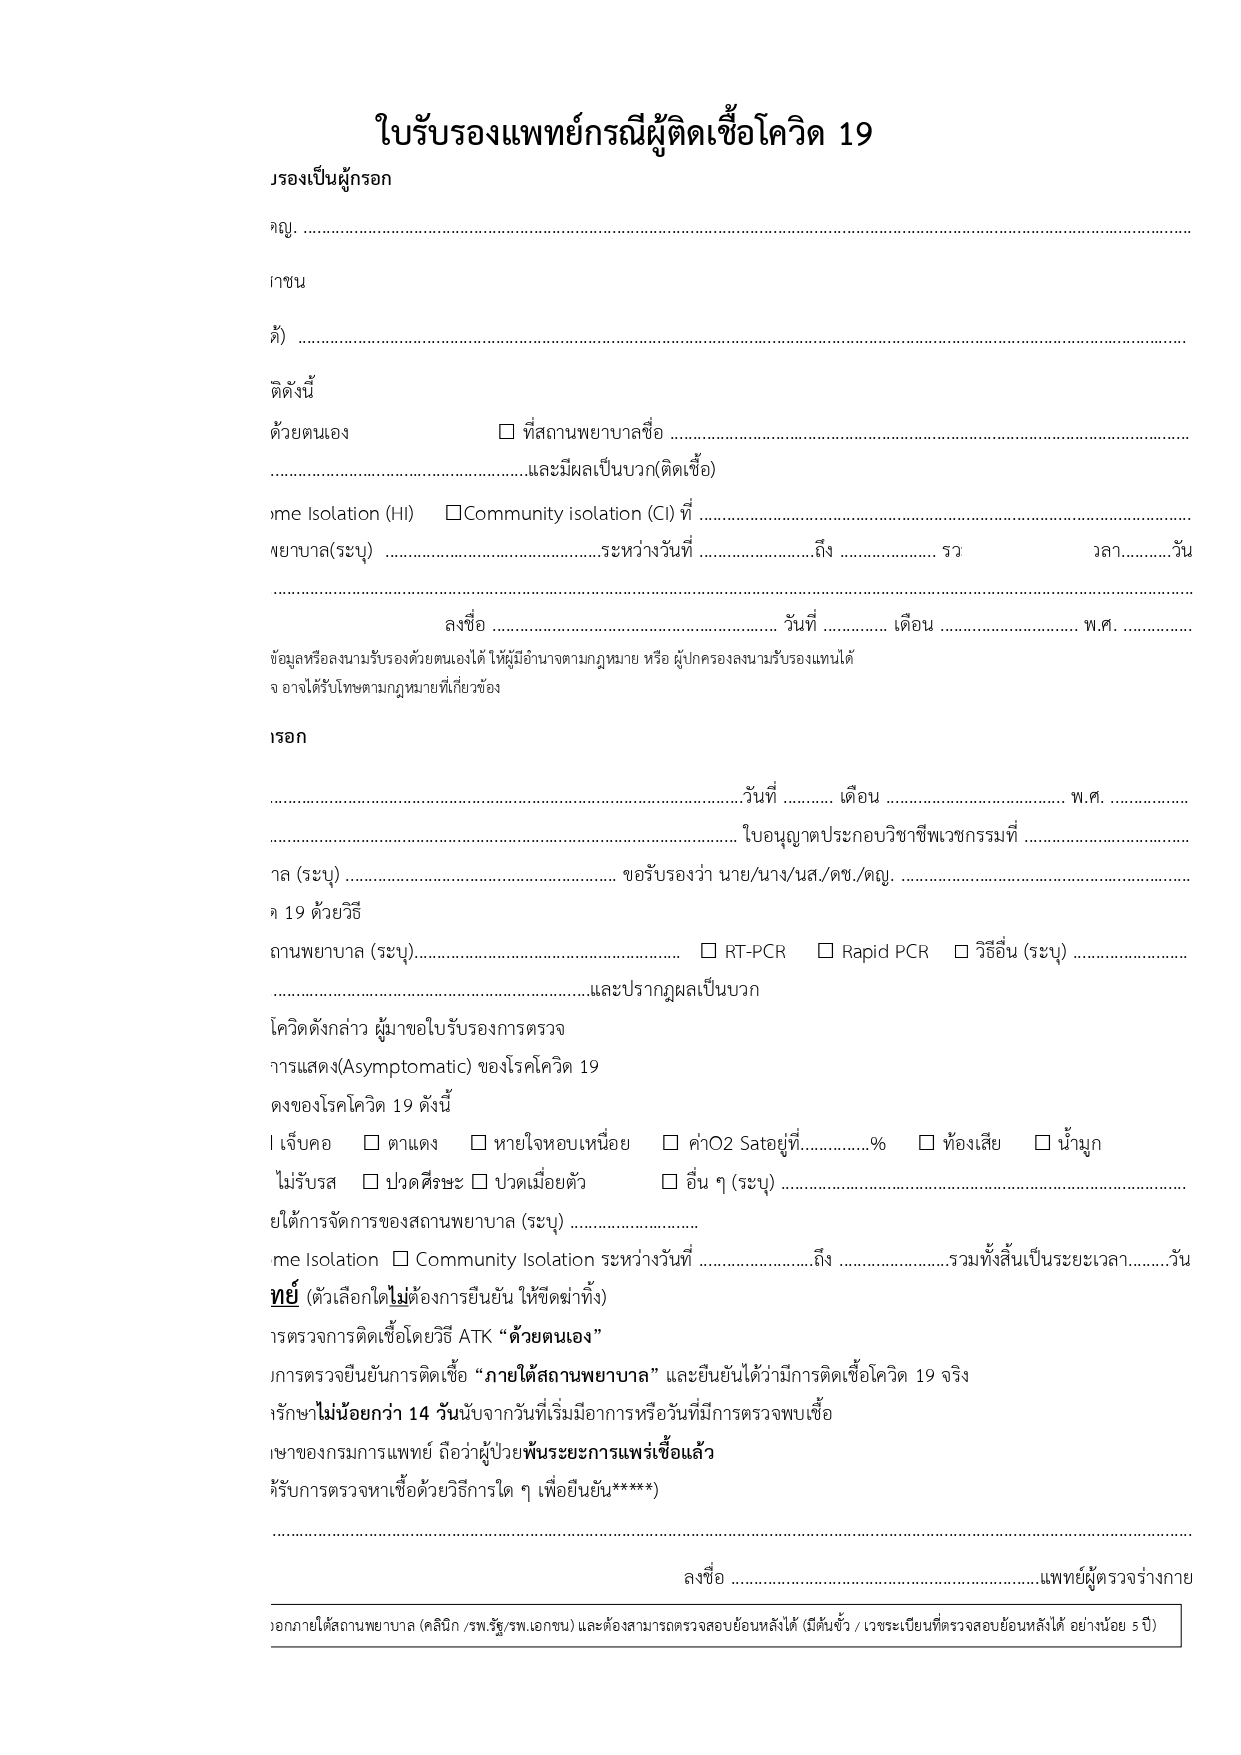 ใบรับรองแพทย์กรณีผู้ติดเชื้อโควิด 19
รองเป็นผู้กรอก
ดญ. ........................................................................................................................
าชน
ด้) ........................................................................................................................
ติดังนี้
ด้วยตนเอง ☐ ที่สถานพยาบาลชื่อ ................................................................................
........................................................และมีผลเป็นบวก(ติดเชื้อ)
ome Isolation (HI) ☐Community isolation (CI) ที่ ................................................................................
พยาบาล(ระบุ) ...............................................ระหว่างวันที่ .........................ถึง ..................... รว วลา...........วัน
........................................................................................................................
ลงชื่อ .............................................................. วันที่ .............. เดือน .............................. พ.ศ. ...............
ข้อมูลหรือลงนามรับรองด้วยตนเองได้ ให้ผู้มีอำนาจตามกฎหมาย หรือ ผู้ปกครองลงนามรับรองแทนได้
จ อาจได้รับโทษตามกฎหมายที่เกี่ยวข้อง
กรอก
........................................................................................วันที่ ........... เดือน ....................................... พ.ศ. .................
........................................................................................ ใบอนุญาตประกอบวิชาชีพเวชกรรมที่ ....................................
าล (ระบุ) ........................................................... ขอรับรองว่า นาย/นาง/นส./ดช./ดญ. ...............................................................
ด 19 ด้วยวิธี
ถานพยาบาล (ระบุ).......................................................... ☐ RT-PCR ☐ Rapid PCR ☐ วิธีอื่น (ระบุ) .........................
.....................................................................และปรากฎผลเป็นบวก
โควิดดังกล่าว ผู้มาขอใบรับรองการตรวจ
การแสดง(Asymptomatic) ของโรคโควิด 19
ดงของโรคโควิด 19 ดังนี้
เจ็บคอ ☐ ตาแดง ☐ หายใจหอบเหนื่อย ☐ ค่าO2 Satอยู่ที่...............% ☐ ท้องเสีย ☐ น้ำมูก
ไม่รับรส ☐ ปวดศีรษะ ☐ ปวดเมื่อยตัว ☐ อื่น ๆ (ระบุ) ........................................................................................
ยใต้การจัดการของสถานพยาบาล (ระบุ) ............................
ome Isolation ☐ Community Isolation ระหว่างวันที่ .........................ถึง ........................รวมทั้งสิ้นเป็นระยะเวลา.........วัน
ทย์ (ตัวเลือกใดไม่ต้องการยืนยัน ให้ขีดฆ่าทิ้ง)
ารตรวจการติดเชื้อโดยวิธี ATK “ด้วยตนเอง”
การตรวจยืนยันการติดเชื้อ “ภายใต้สถานพยาบาล” และยืนยันได้ว่ามีการติดเชื้อโควิด 19 จริง
รักษาไม่น้อยกว่า 14 วันนับจากวันที่เริ่มมีอาการหรือวันที่มีการตรวจพบเชื้อ
ษาของกรมการแพทย์ ถือว่าผู้ป่วยพ้นระยะการแพร่เชื้อแล้ว
ด้รับการตรวจหาเชื้อด้วยวิธีการใด ๆ เพื่อยืนยัน*****)
........................................................................................................................
ลงชื่อ ...................................................................แพทย์ผู้ตรวจร่างกาย
ออกภายใต้สถานพยาบาล (คลินิก /รพ.รัฐ/รพ.เอกชน) และต้องสามารถตรวจสอบย้อนหลังได้ (มีต้นขั้ว / เวชระเบียนที่ตรวจสอบย้อนหลังได้ อย่างน้อย 5 ปี)